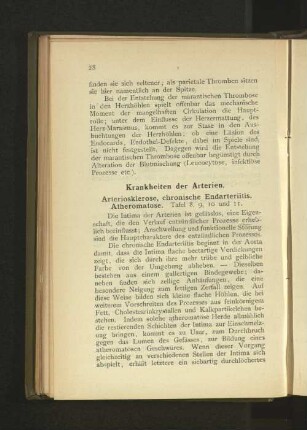 28
finden sie sich seltener; als parietale Thromben sitzen
sie hier namentlich an der Spitze.
Bei der Entstehung der marantischen Thrombose
in den Herzhöhlen spielt offenbar das mechanische
Moment der mangelhaften Cirkulation die Haupt-
rolle; unter dem Einflusse der Herzermattung, des
Herz-Marasmus, kommt es zur Stase in den Aus-
buchtungen der Herzhöhlen; ob eine Läsion des
Endocards, Endothel-Defekte, dabei im Spiele sind,
ist nicht festgestellt. Dagegen wird die Entstehung
der marantischen Thrombose offenbar begünstigt durch
Alteration der Blutmischung (Leucocytose, infektiöse
Prozesse etc.).
Krankheiten der Arterien.
Arteriosklerose, chronische Endarteriitis.
Atheromatose. Tafel 8, 9, 10 und 11.
Die Intima der Arterien ist gefässlos, eine Eigen-
schaft, die den Verlauf entzündlicher Prozesse erheb-
lich beeinflusst; Anschwellung und funktionelle Störung
sind die Hauptcharaktere des entzündlichen Prozesses.
Die chronische Endarteriitis beginnt in der Aorta
damit, dass die Intima flache beetartige Verdickungen
zeigt, die sich durch ihre mehr trübe und gelbliche
Farbe von der Umgebung abheben. — Dieselben
bestehen aus einem gallertigen Bindegewebe; da-
neben finden sich zellige Anhäufungen, die eine
besondere Neigung zum fettigen Zerfall zeigen. Auf
diese Weise bilden sich kleine flache Höhlen, die bei
weiterem Vorschreiten des Prozesses aus feinkörnigem
Fett, Cholestearinkrystallen und Kalkpartikelchen be-
stehen. Indem solche atheromatöse Herde allmählich
die restierenden Schichten der Intima zur Einschmelz-
ung bringen, kommt es zu Usur, zum Durchbruch
gegen das Lumen des Gefässes, zur Bildung eines
atheromatösen Geschwüres. Wenn dieser Vorgang
gleichzeitig an verschiedenen Stellen der Intima sich
abspielt, erhält letztere ein siebartig durchlöchertes